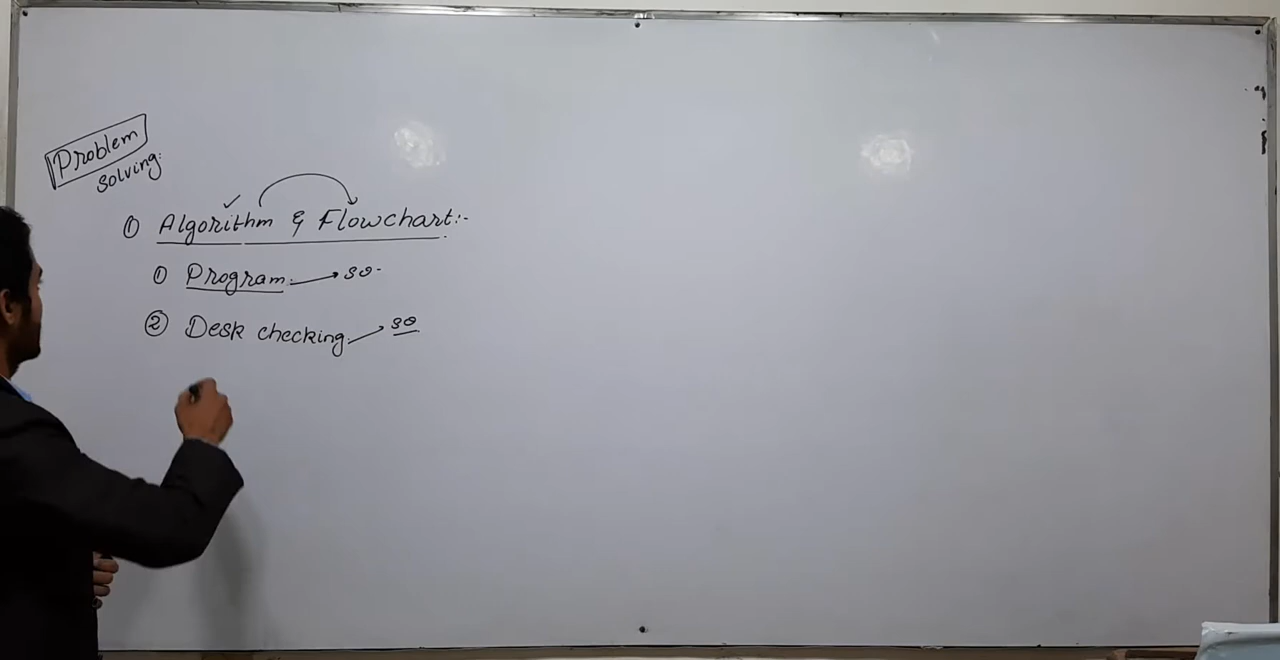 Problem
Solving:
① Algorithm & Flowchart:-
① Program. → so.
② Desk checking. → so